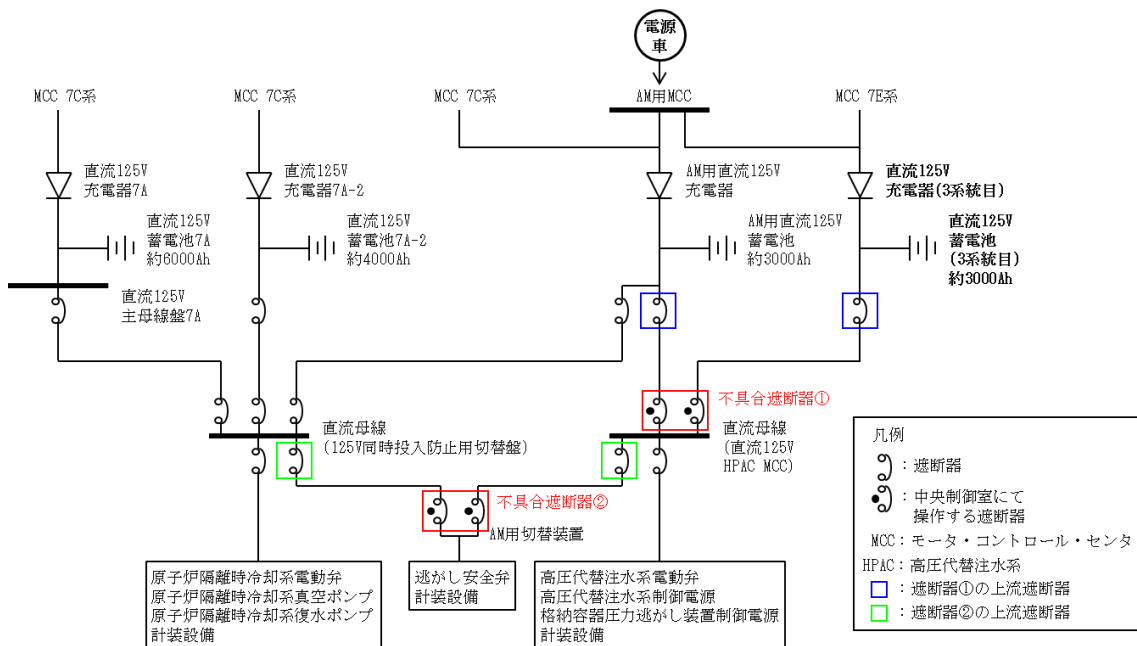 電源
車
MCC 7C系
MCC 7C系
MCC 7C系
AM用MCC
MCC 7E系
直流125V
充電器7A
直流125V
充電器7A-2
AM用直流125V
充電器
直流125V
充電器(3系統目)
直流125V
蓄電池7A
約6000Ah
直流125V
蓄電池7A-2
約4000Ah
AM用直流125V
蓄電池
約3000Ah
直流125V
蓄電池
(3系統目)
約3000Ah
直流125V
主母線盤7A
不具合遮断器①
直流母線
(125V同時投入防止用切替盤)
直流母線
(直流125V
HPAC MCC)
不具合遮断器②
AM用切替装置
原子炉隔離時冷却系電動弁
原子炉隔離時冷却系真空ポンプ
原子炉隔離時冷却系復水ポンプ
計装設備
逃がし安全弁
計装設備
高圧代替注水系電動弁
高圧代替注水系制御電源
格納容器圧力逃がし装置制御電源
計装設備
凡例
：遮断器
：中央制御室にて
操作する遮断器
MCC：モータ・コントロール・センタ
HPAC：高圧代替注水系
：遮断器①の上流遮断器
：遮断器②の上流遮断器